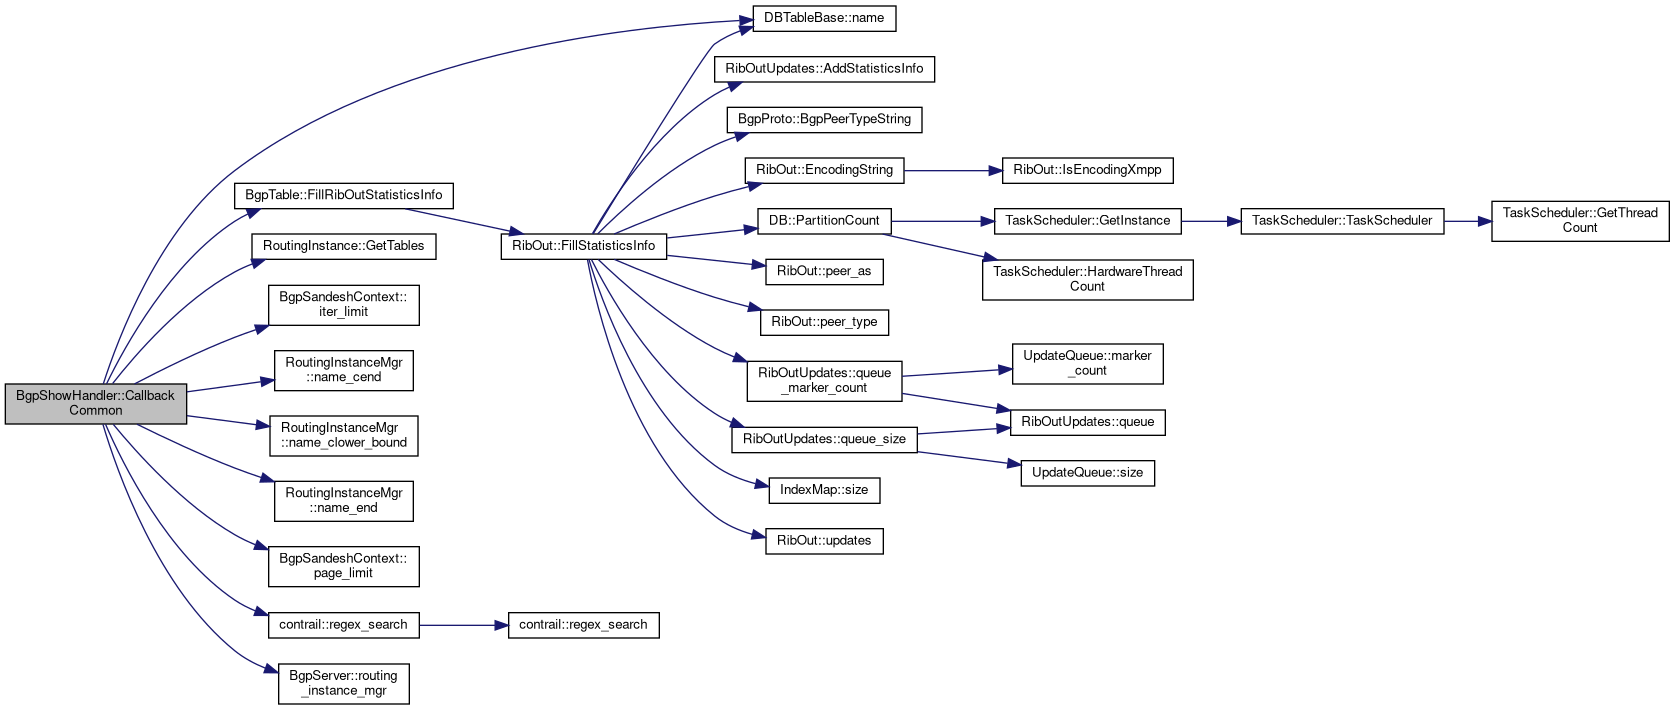 DBTableBase::name
RibOutUpdates::AddStatisticsInfo
BgpProto::BgpPeerTypeString
RibOut::EncodingString
RibOut::IsEncodingXmpp
BgpTable::FillRibOutStatisticsInfo
DB::PartitionCount
TaskScheduler::GetInstance
TaskScheduler::TaskScheduler
TaskScheduler::GetThread
Count
RoutingInstance::GetTables
RibOut::FillStatisticsInfo
RibOut::peer_as
TaskScheduler::HardwareThread
Count
BgpSandeshContext::
iter_limit
RibOut::peer_type
RoutingInstanceMgr
::name_cend
RibOutUpdates::queue
_marker_count
UpdateQueue::marker
_count
BgpShowHandler::Callback
Common
RoutingInstanceMgr
::name_clower_bound
RibOutUpdates::queue_size
RibOutUpdates::queue
UpdateQueue::size
RoutingInstanceMgr
::name_end
IndexMap::size
RibOut::updates
BgpSandeshContext::
page_limit
contrail::regex_search
contrail::regex_search
BgpServer::routing
_instance_mgr